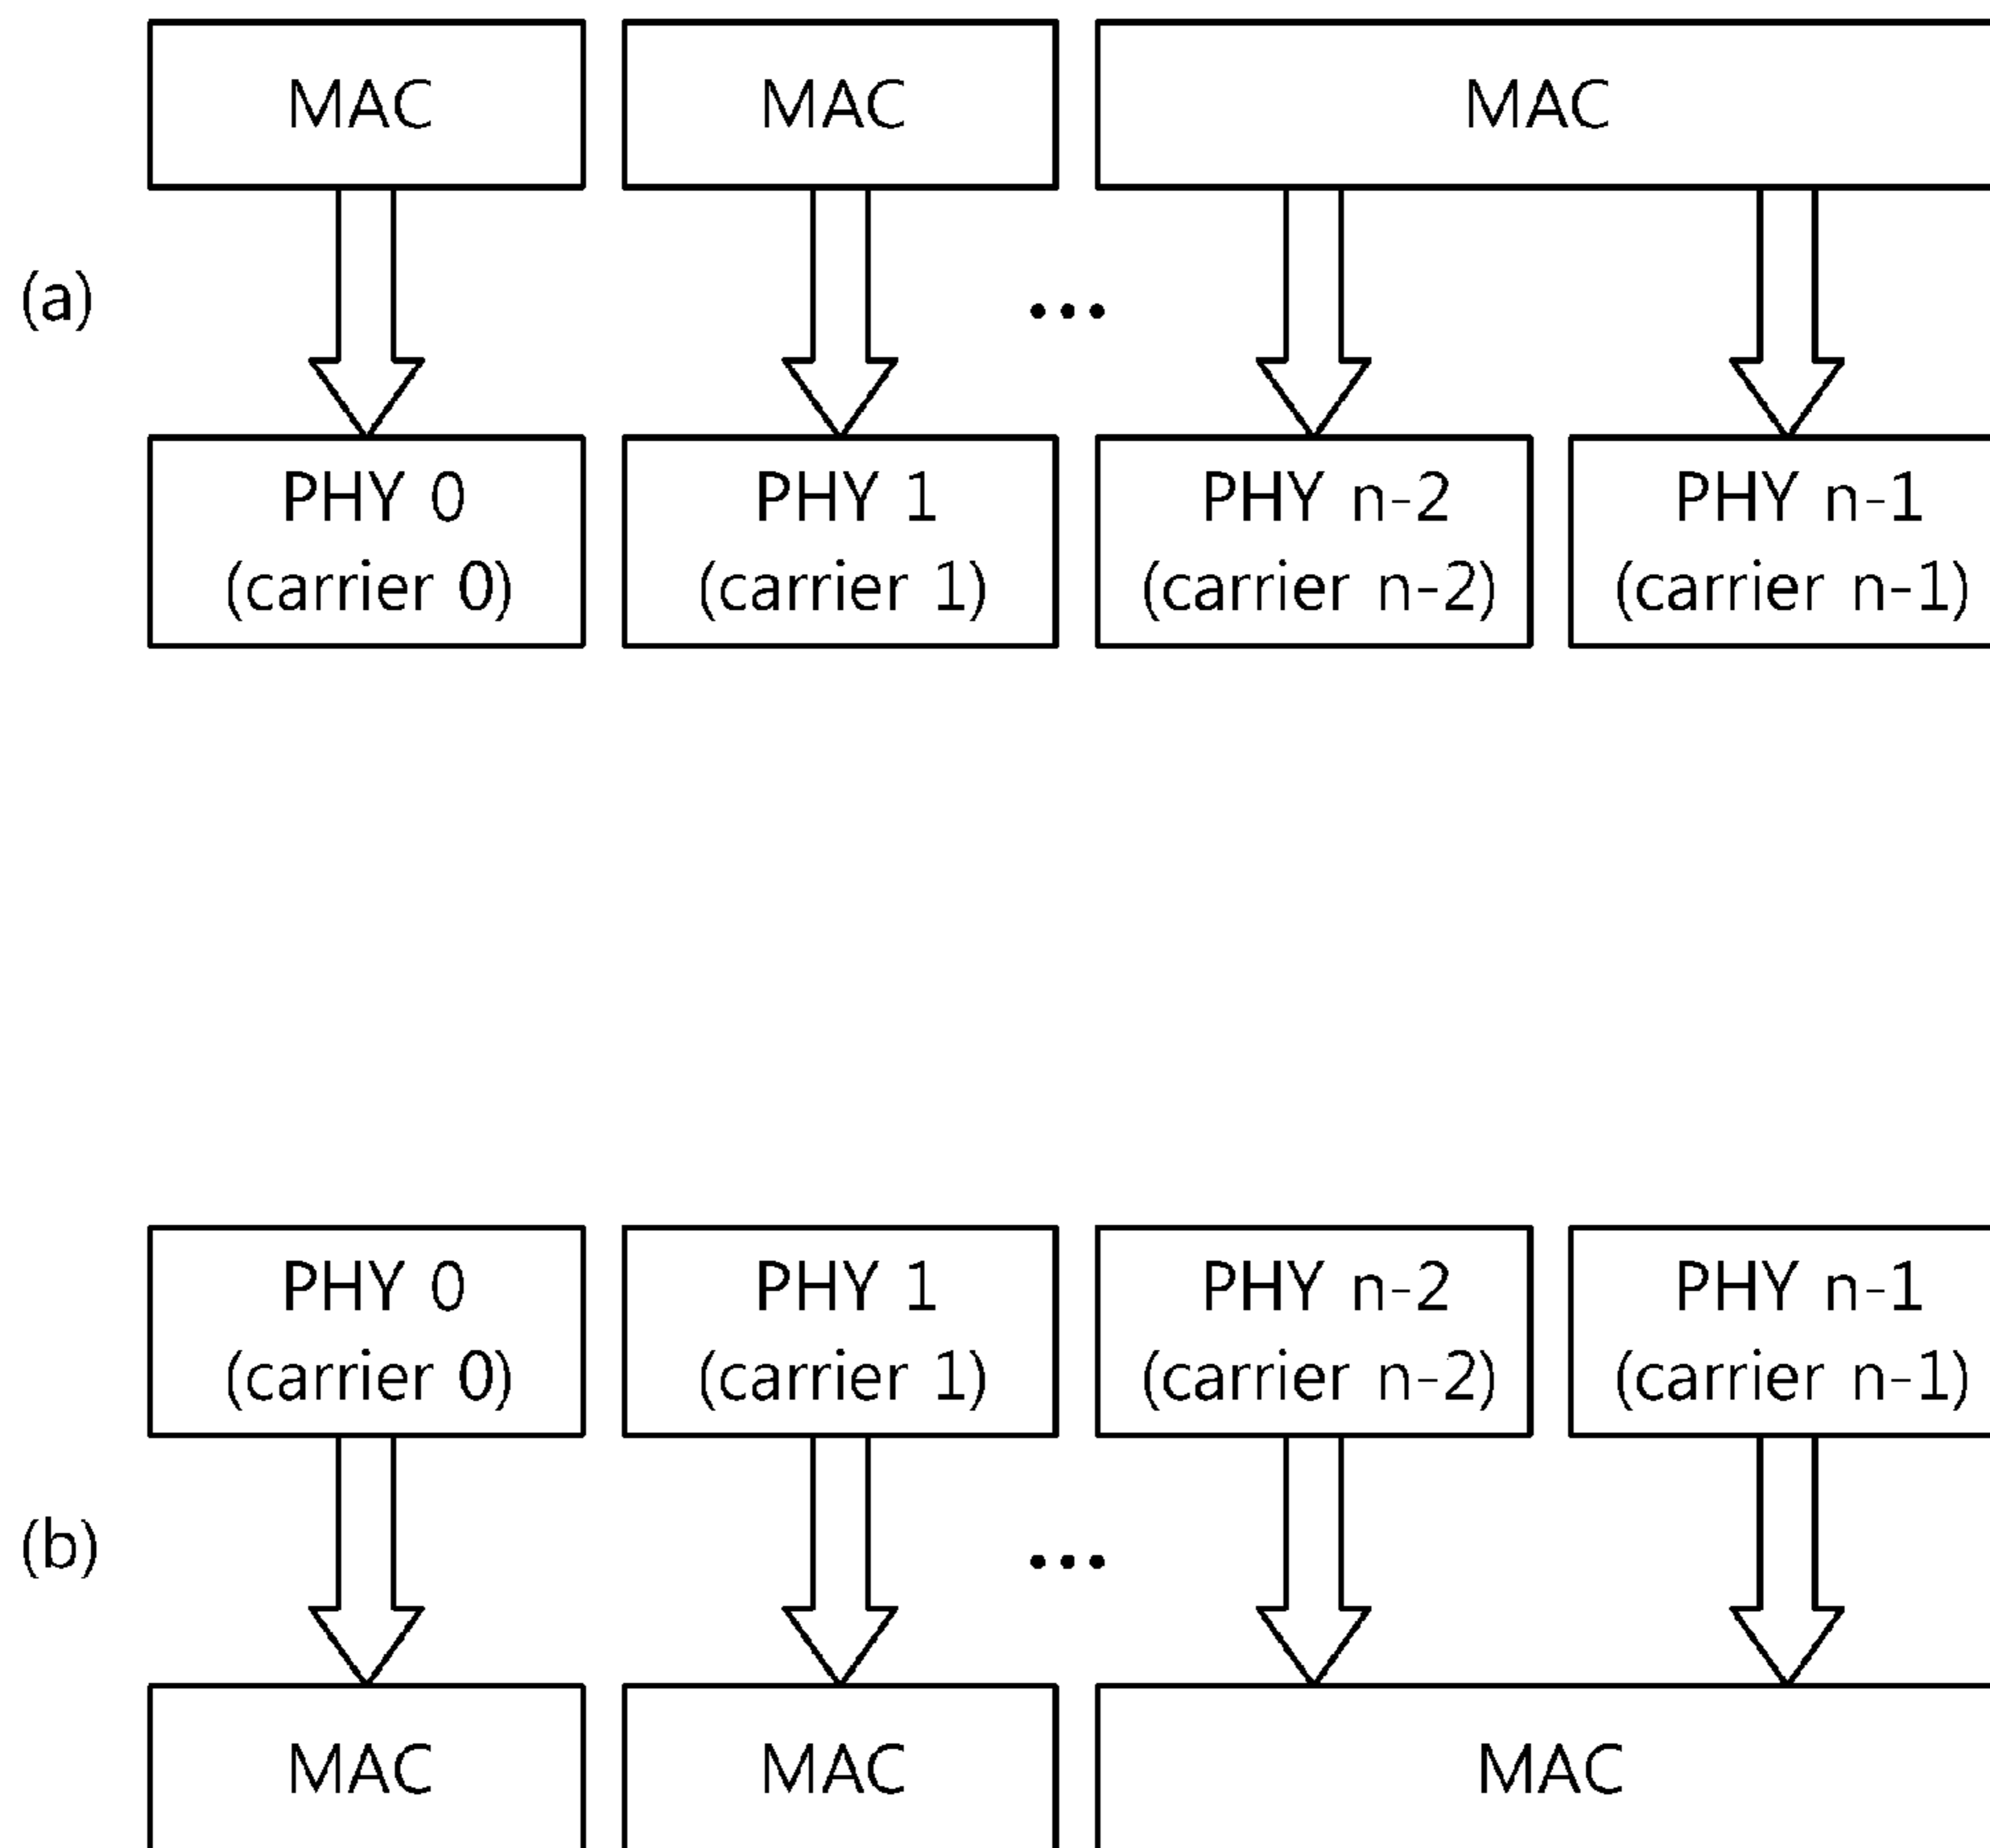 MAC MAC MAC
(a)
...
PHY 0 PHY 1 PHY n-2 PHY n-1
(carrier 0) (carrier 1) (carrier n-2) (carrier n-1)
PHY 0 PHY 1 PHY n-2 PHY n-1
(carrier 0) (carrier 1) (carrier n-2) (carrier n-1)
(b)
...
MAC MAC MAC